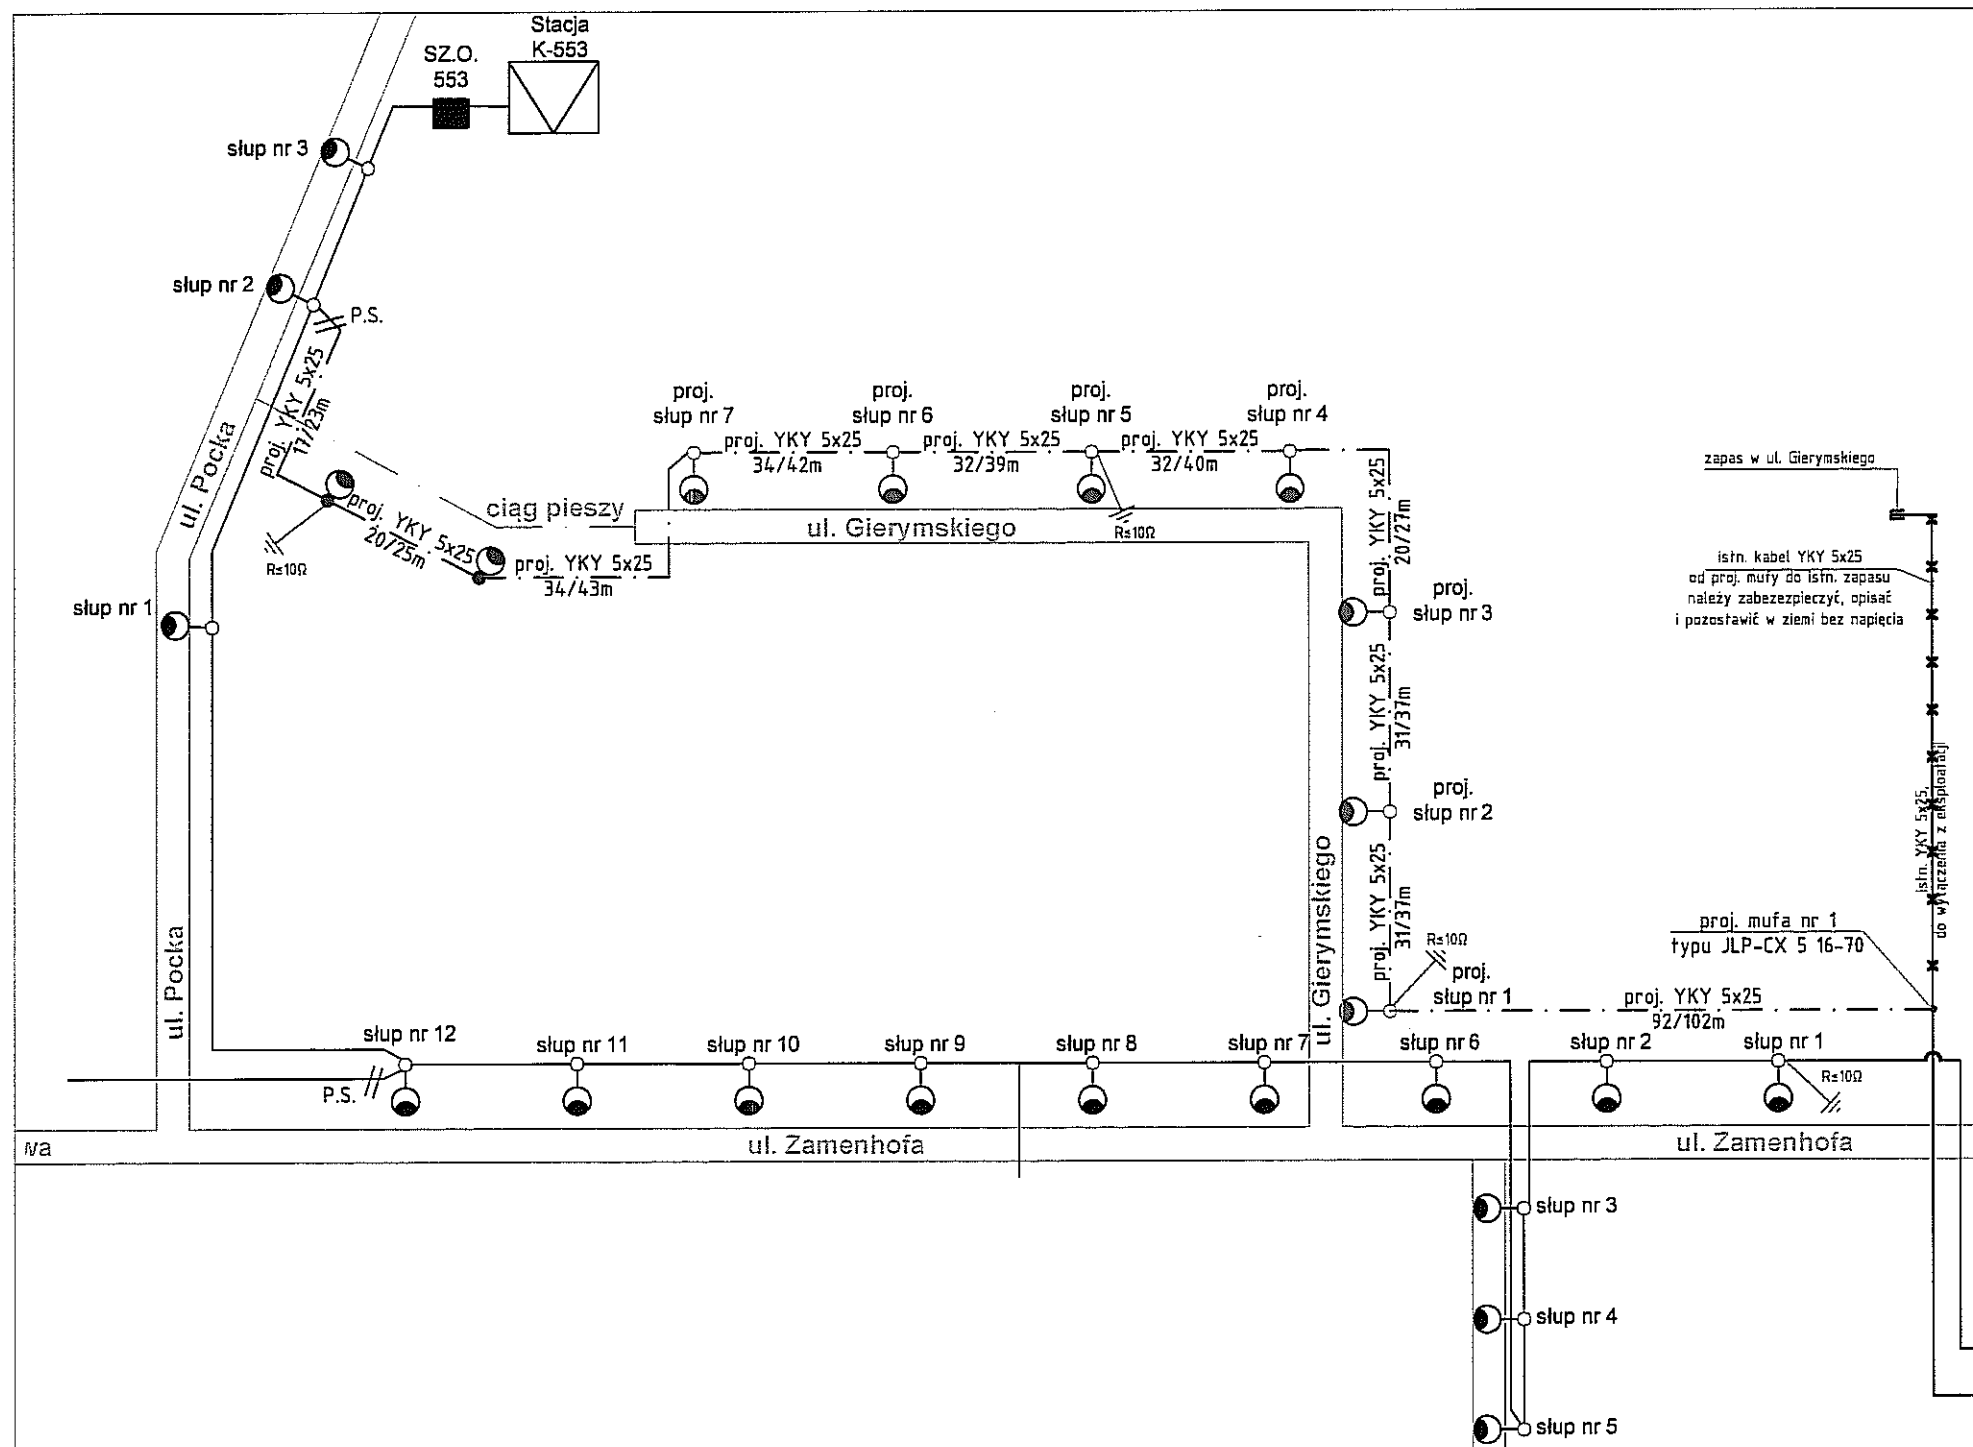 Stacja
K-553
SZ.O.
553
słup nr 3
słup nr 2
P.S.
proj. YKY 5x25
17/23m
ul. Pocka
proj. YKY 5x25
20/25m
R≤10Ω
ciąg pieszy
proj. YKY 5x25
34/43m
słup nr 1
proj.
słup nr 7
proj.
słup nr 6
proj.
słup nr 5
proj.
słup nr 4
proj. YKY 5x25
34/42m
proj. YKY 5x25
32/39m
proj. YKY 5x25
32/40m
ul. Gierymskiego
R≤10Ω
proj. YKY 5x25
20/27m
proj.
słup nr 3
proj. YKY 5x25
31/37m
proj.
słup nr 2
proj. YKY 5x25
31/37m
ul. Gierymskiego
R≤10Ω
proj.
słup nr 1
zapas w ul. Gierymskiego
istn. kabel YKY 5x25
od proj. mufy do istn. zapasu
należy zabezezpieczyć, opisać
i pozostawić w ziemi bez napięcia
istn. YKY 5x25,
do wyłączenia z eksploatacji
proj. mufa nr 1
typu JLP-CX 5 16-70
proj. YKY 5x25
92/102m
ul. Pocka
słup nr 12
słup nr 11
słup nr 10
słup nr 9
słup nr 8
słup nr 7
słup nr 6
słup nr 2
słup nr 1
R≤10Ω
P.S.
wa
ul. Zamenhofa
ul. Zamenhofa
słup nr 3
słup nr 4
słup nr 5